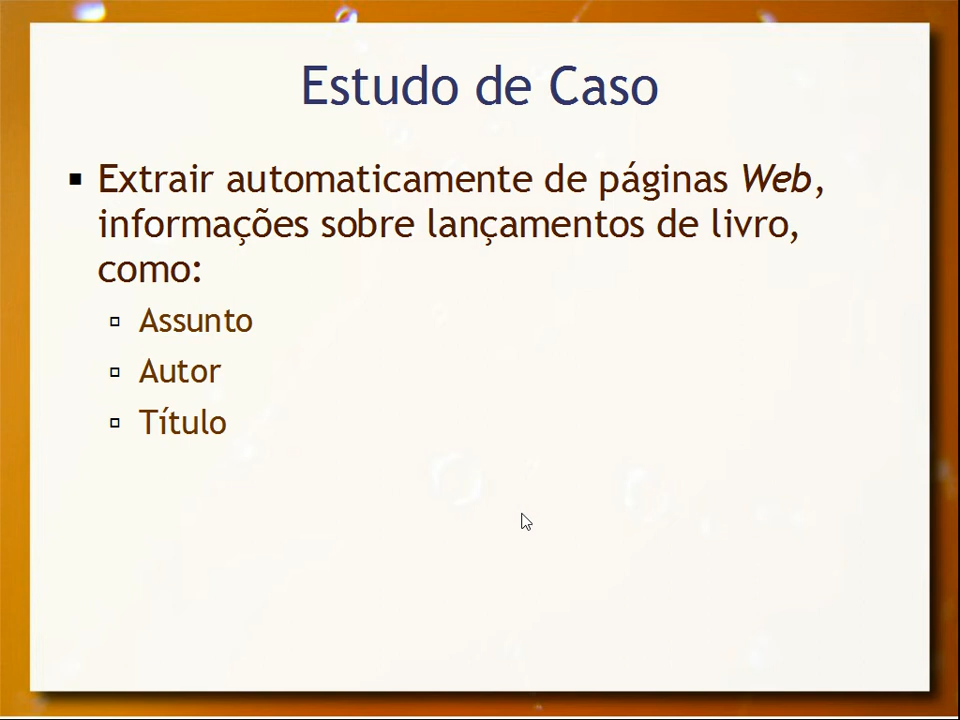 Estudo de Caso
Extrair automaticamente de páginas Web,
informações sobre lançamentos de livro,
como:
Assunto
Autor
Título